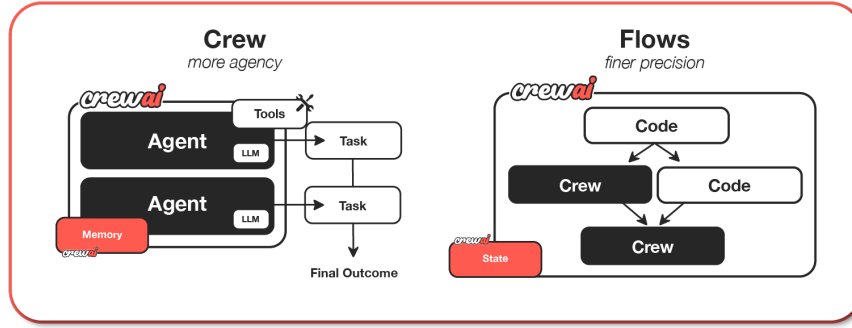 Crew
more agency
crewai
Tools
Agent
LLM
Task
Agent
LLM
Task
Memory
crewai
Final Outcome
Flows
finer precision
crewai
Code
Crew
Code
Crew
crewai
State